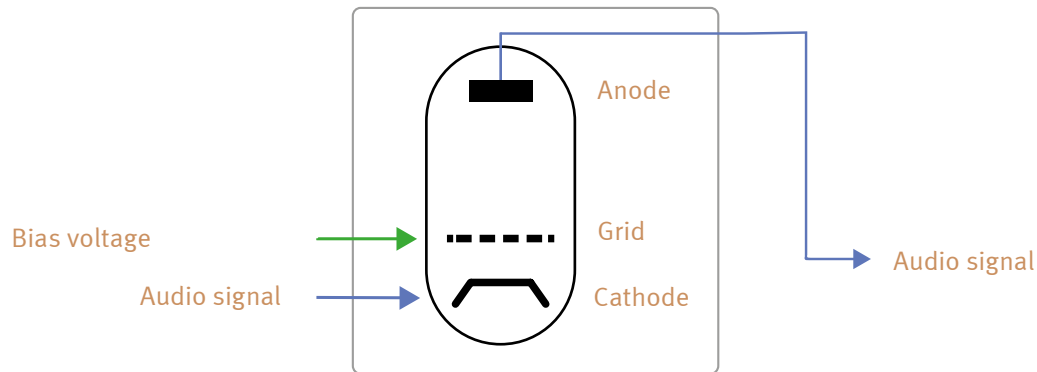 Anode
Grid
Bias voltage
Audio signal
Audio signal
Cathode